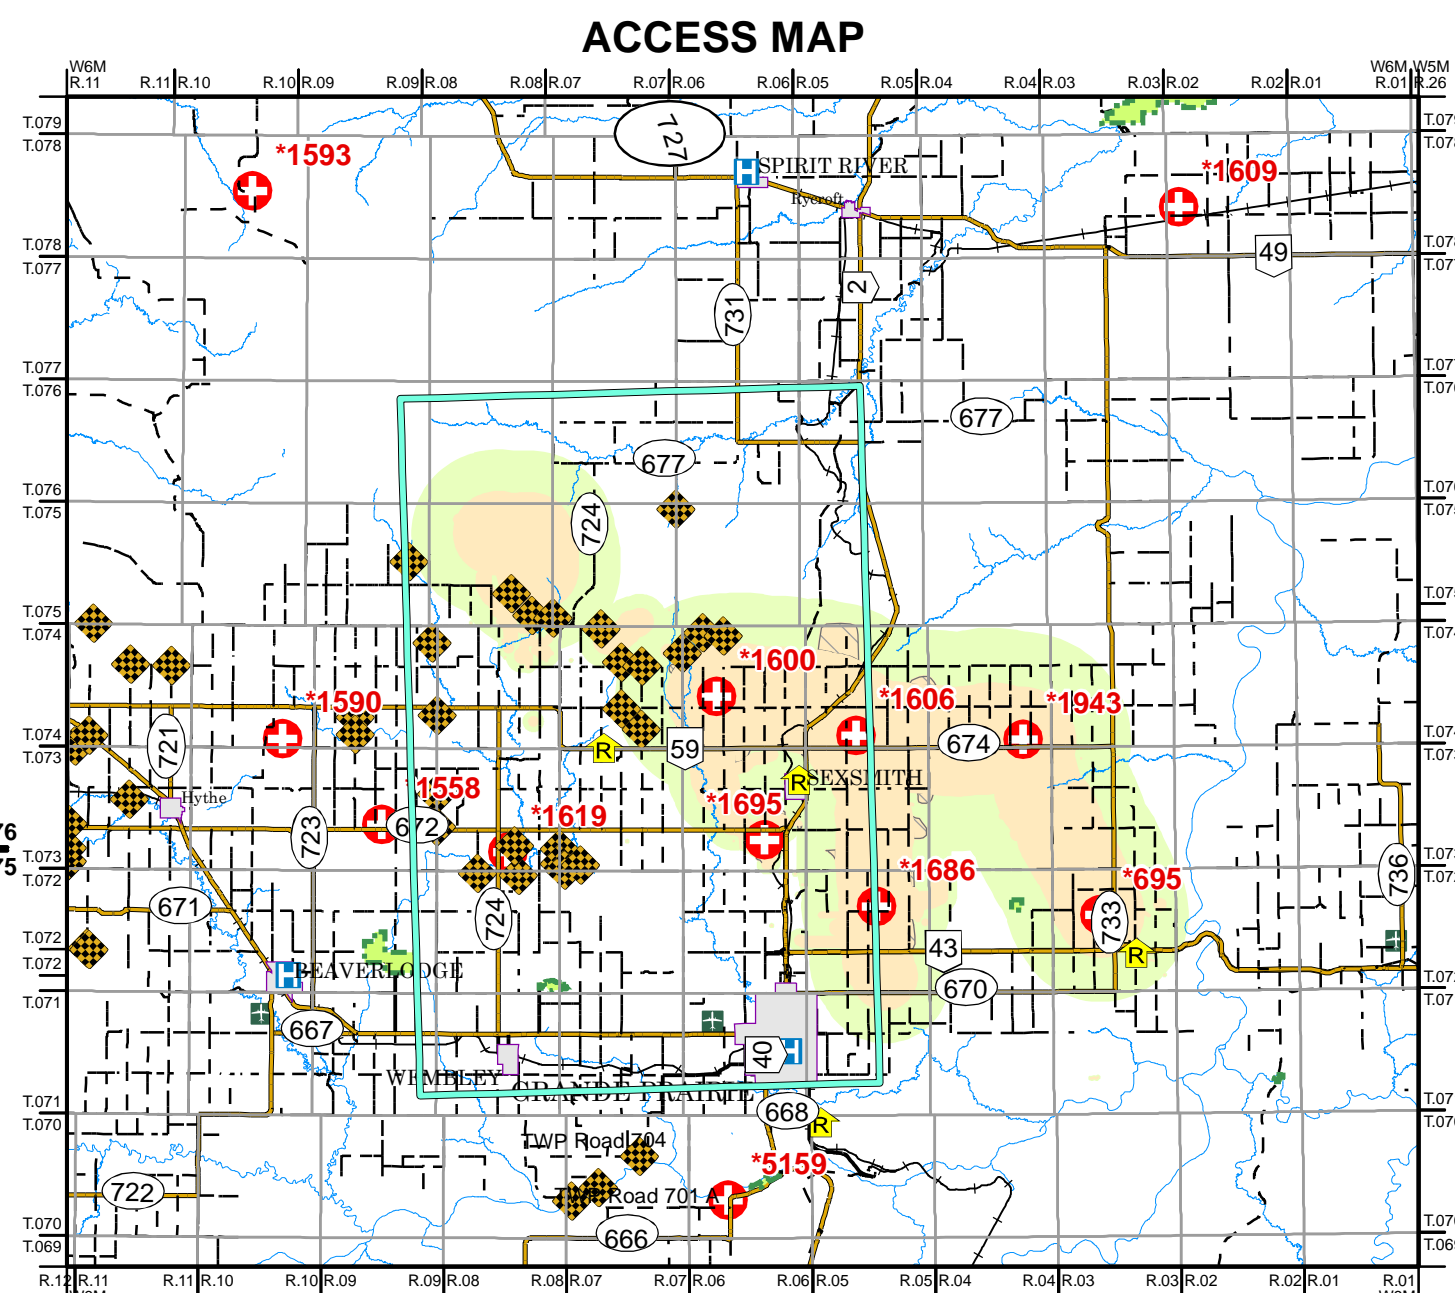 ACCESS MAP
W6M
W6M W5M
R.11
R.11 R.10
R.10 R.09
R.09 R.08
R.08 R.07
R.07 R.06
R.06 R.05
R.05 R.04
R.04 R.03
R.03 R.02
R.02 R.01
R.01 R.26
T.079
T.078
727
*1593
SPIRIT RIVER
H
*1609
Rycroft
T.078
T.077
49
2
731
T.077
T.076
677
677
T.076
T.075
724
T.075
T.074
*1600
*1590
*1606
*1943
721
T.074
T.073
R
59
674
R
SEXSMITH
1558
Hythe
*1695
*1619
76
75
723
672
T.073
T.072
736
*1686
*695
671
724
733
T.072
T.072
43
R
H
BEAVERLODGE
T.071
670
667
40
H
WEMBLEY
GRANDE PRAIRIE
T.071
T.070
668
R
TWP Road 704
*5159
722
TWP Road 701 A
T.070
T.069
666
R.12 R.11
R.11 R.10
R.10 R.09
R.09 R.08
R.08 R.07
R.07 R.06
R.06 R.05
R.05 R.04
R.04 R.03
R.03 R.02
R.02 R.01
R.01